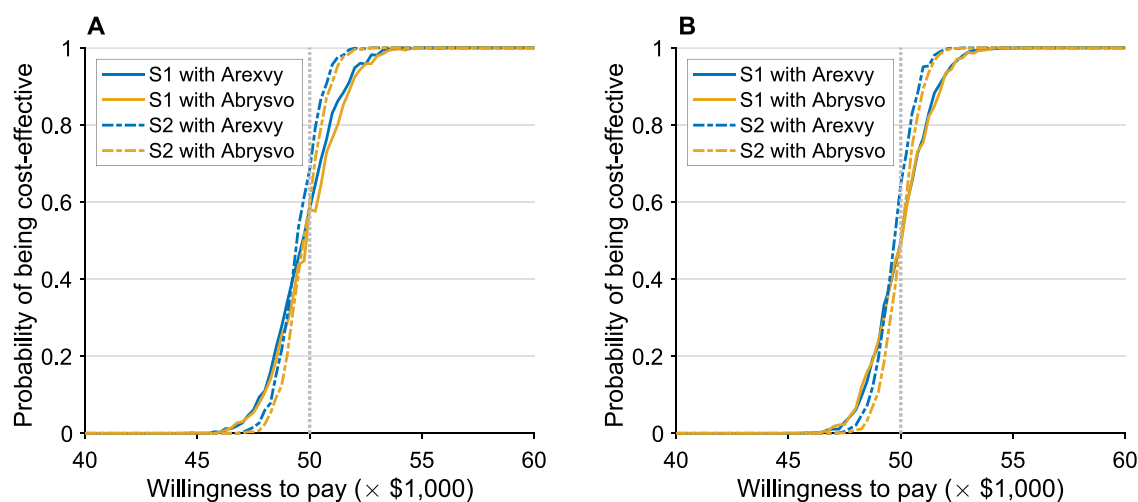 A
Probability of being cost-effective
1
0.8
0.6
0.4
0.2
0
S1 with Arexvy
S1 with Abrysvo
S2 with Arexvy
S2 with Abrysvo
40 45 50 55 60
Willingness to pay (× $1,000)
B
Probability of being cost-effective
1
0.8
0.6
0.4
0.2
0
S1 with Arexvy
S1 with Abrysvo
S2 with Arexvy
S2 with Abrysvo
40 45 50 55 60
Willingness to pay (× $1,000)